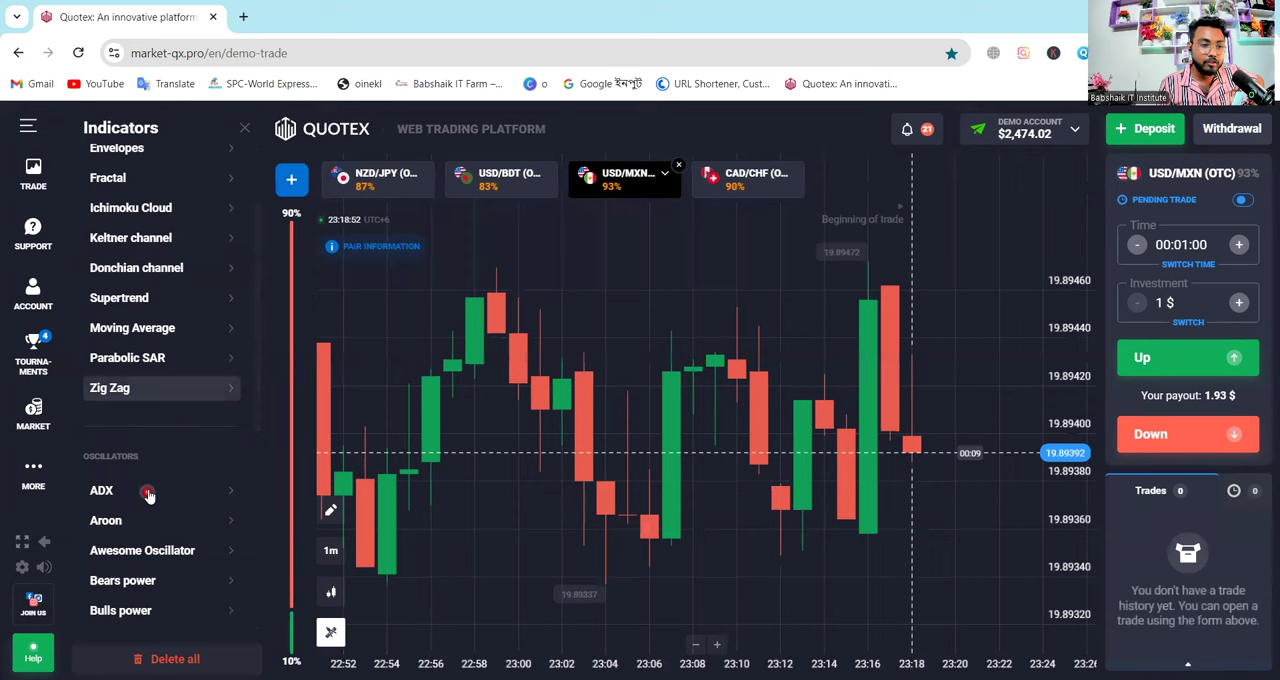 Quotex: An innovative platform
market-qx.pro/en/demo-trade
Gmail
YouTube
Translate
SPC-World Express...
oinekl
Babshaik IT Farm –...
o
Google ইনপুট
URL Shortener, Cust...
Quotex: An innovati...
Babshaik IT Institute
Indicators
Envelopes
Fractal
Ichimoku Cloud
Keltner channel
Donchian channel
Supertrend
Moving Average
Parabolic SAR
Zig Zag
OSCILLATORS
ADX
Aroon
Awesome Oscillator
Bears power
Bulls power
Delete all
TRADE
SUPPORT
ACCOUNT
4
TOURNA-
MENTS
MARKET
MORE
JOIN US
Help
QUOTEX
WEB TRADING PLATFORM
21
DEMO ACCOUNT
$2,474.02
+ Deposit
Withdrawal
+
NZD/JPY (O...
87%
USD/BDT (O...
83%
USD/MXN...
93%
CAD/CHF (O...
90%
90%
23:18:52 UTC+6
PAIR INFORMATION
Beginning of trade
19.89472
19.89460
19.89440
19.89420
19.89400
00:09
19.89392
19.89380
19.89360
19.89340
19.89320
19.89337
1m
10%
22:52
22:54
22:56
22:58
23:00
23:02
23:04
23:06
23:08
23:10
23:12
23:14
23:16
23:18
23:20
23:22
23:24
USD/MXN (OTC) 93%
PENDING TRADE
Time
- 00:01:00 +
SWITCH TIME
Investment
- 1 $ +
SWITCH
Up
Your payout: 1.93 $
Down
Trades 0
0
You don't have a trade
history yet. You can open a
trade using the form above.